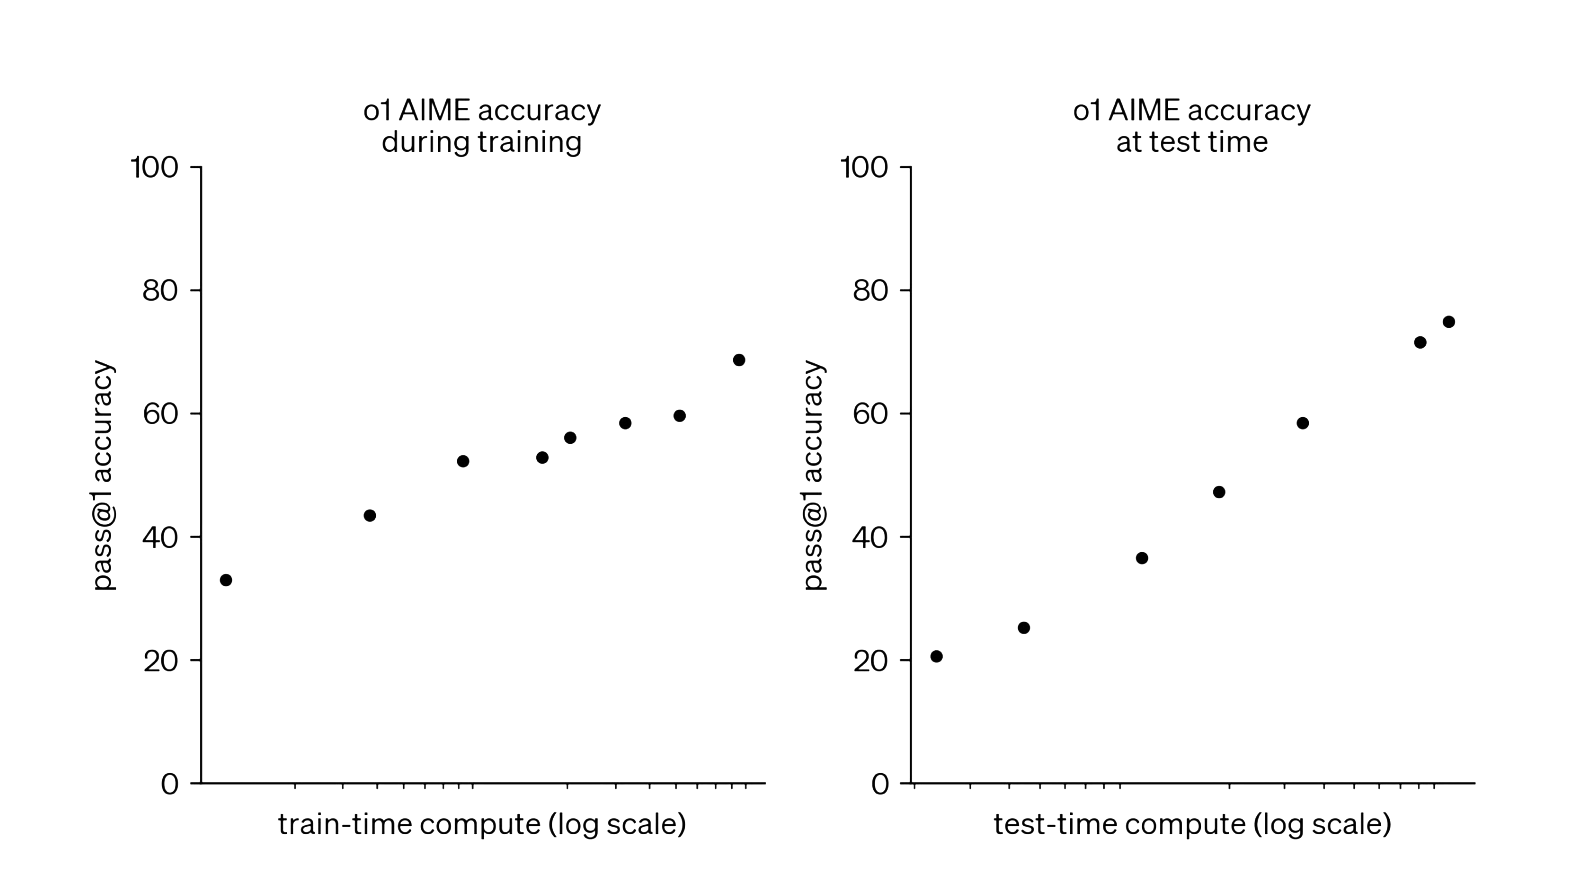 o1 AIME accuracy
during training
100
80
60
40
20
0
pass@1 accuracy
train-time compute (log scale)
o1 AIME accuracy
at test time
100
80
60
40
20
0
pass@1 accuracy
test-time compute (log scale)